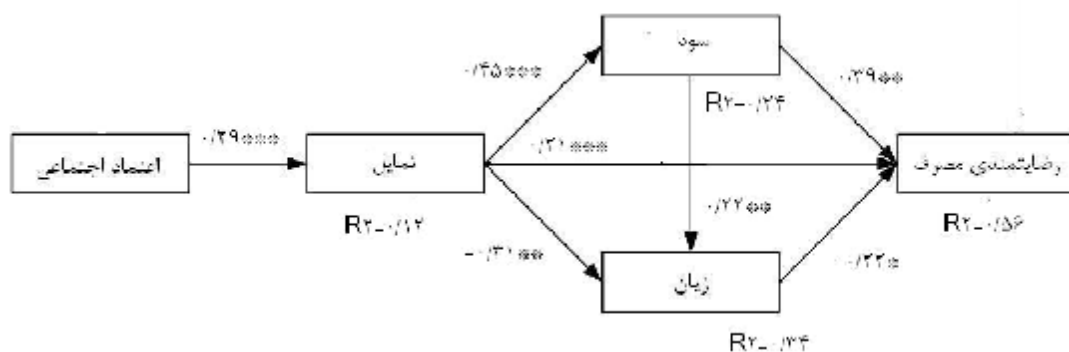 سود
۰/۴۵***
۰/۳۹**
R۲-۰/۲۴
۰/۲۹***
۰/۳۱***
اعتماد اجتماعی
تمایل
رضایتمندی مصرف
R۲-۰/۱۲
۰/۲۲**
R۲-۰/۵۶
-۰/۳۱**
۰/۲۲*
زیان
R۲-۰/۳۴